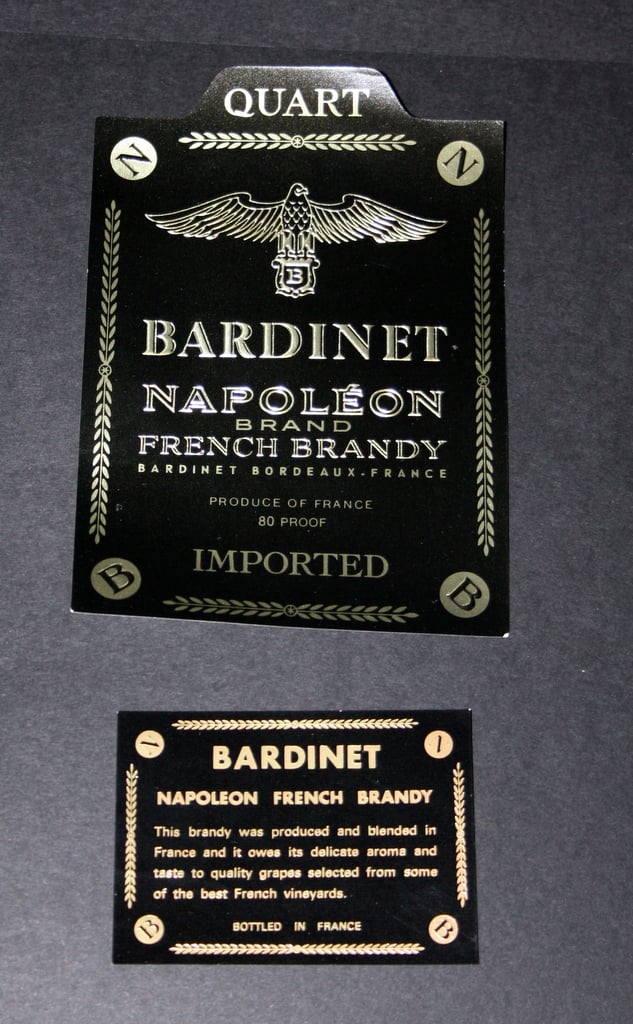 QUART
N N
B
BARDINET
NAPOLÉON
BRAND
FRENCH BRANDY
BARDINET BORDEAUX-FRANCE
PRODUCE OF FRANCE
80 PROOF
IMPORTED
B B
BARDINET
NAPOLEON FRENCH BRANDY
This brandy was produced and blended in
France and it owes its delicate aroma and
taste to quality grapes selected from some
of the best French vineyards.
BOTTLED IN FRANCE
B B